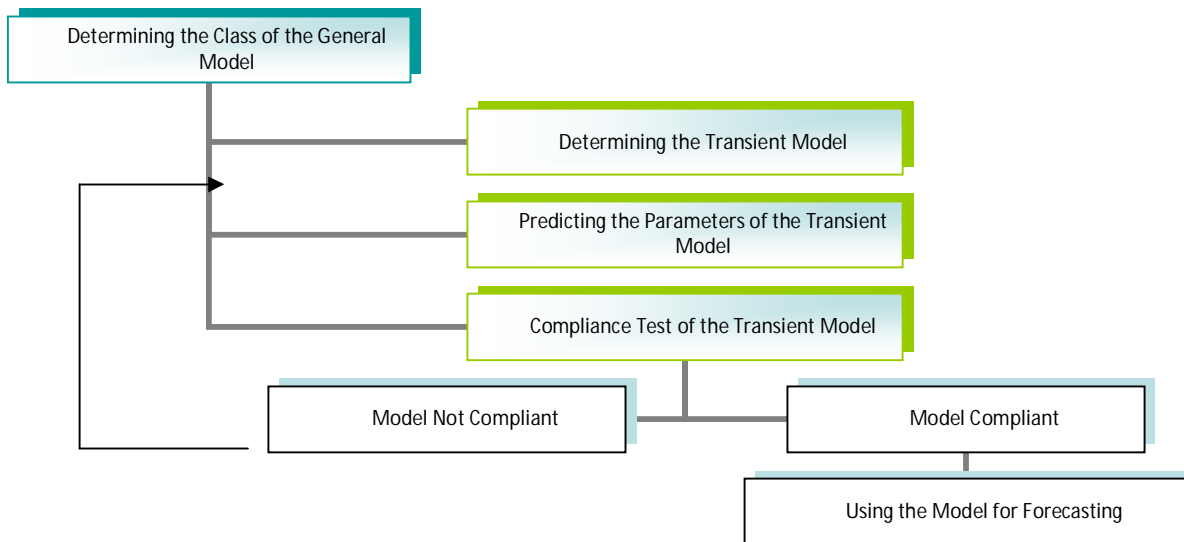 Determining the Class of the General
Model
Determining the Transient Model
Predicting the Parameters of the Transient
Model
Compliance Test of the Transient Model
Model Not Compliant
Model Compliant
Using the Model for Forecasting